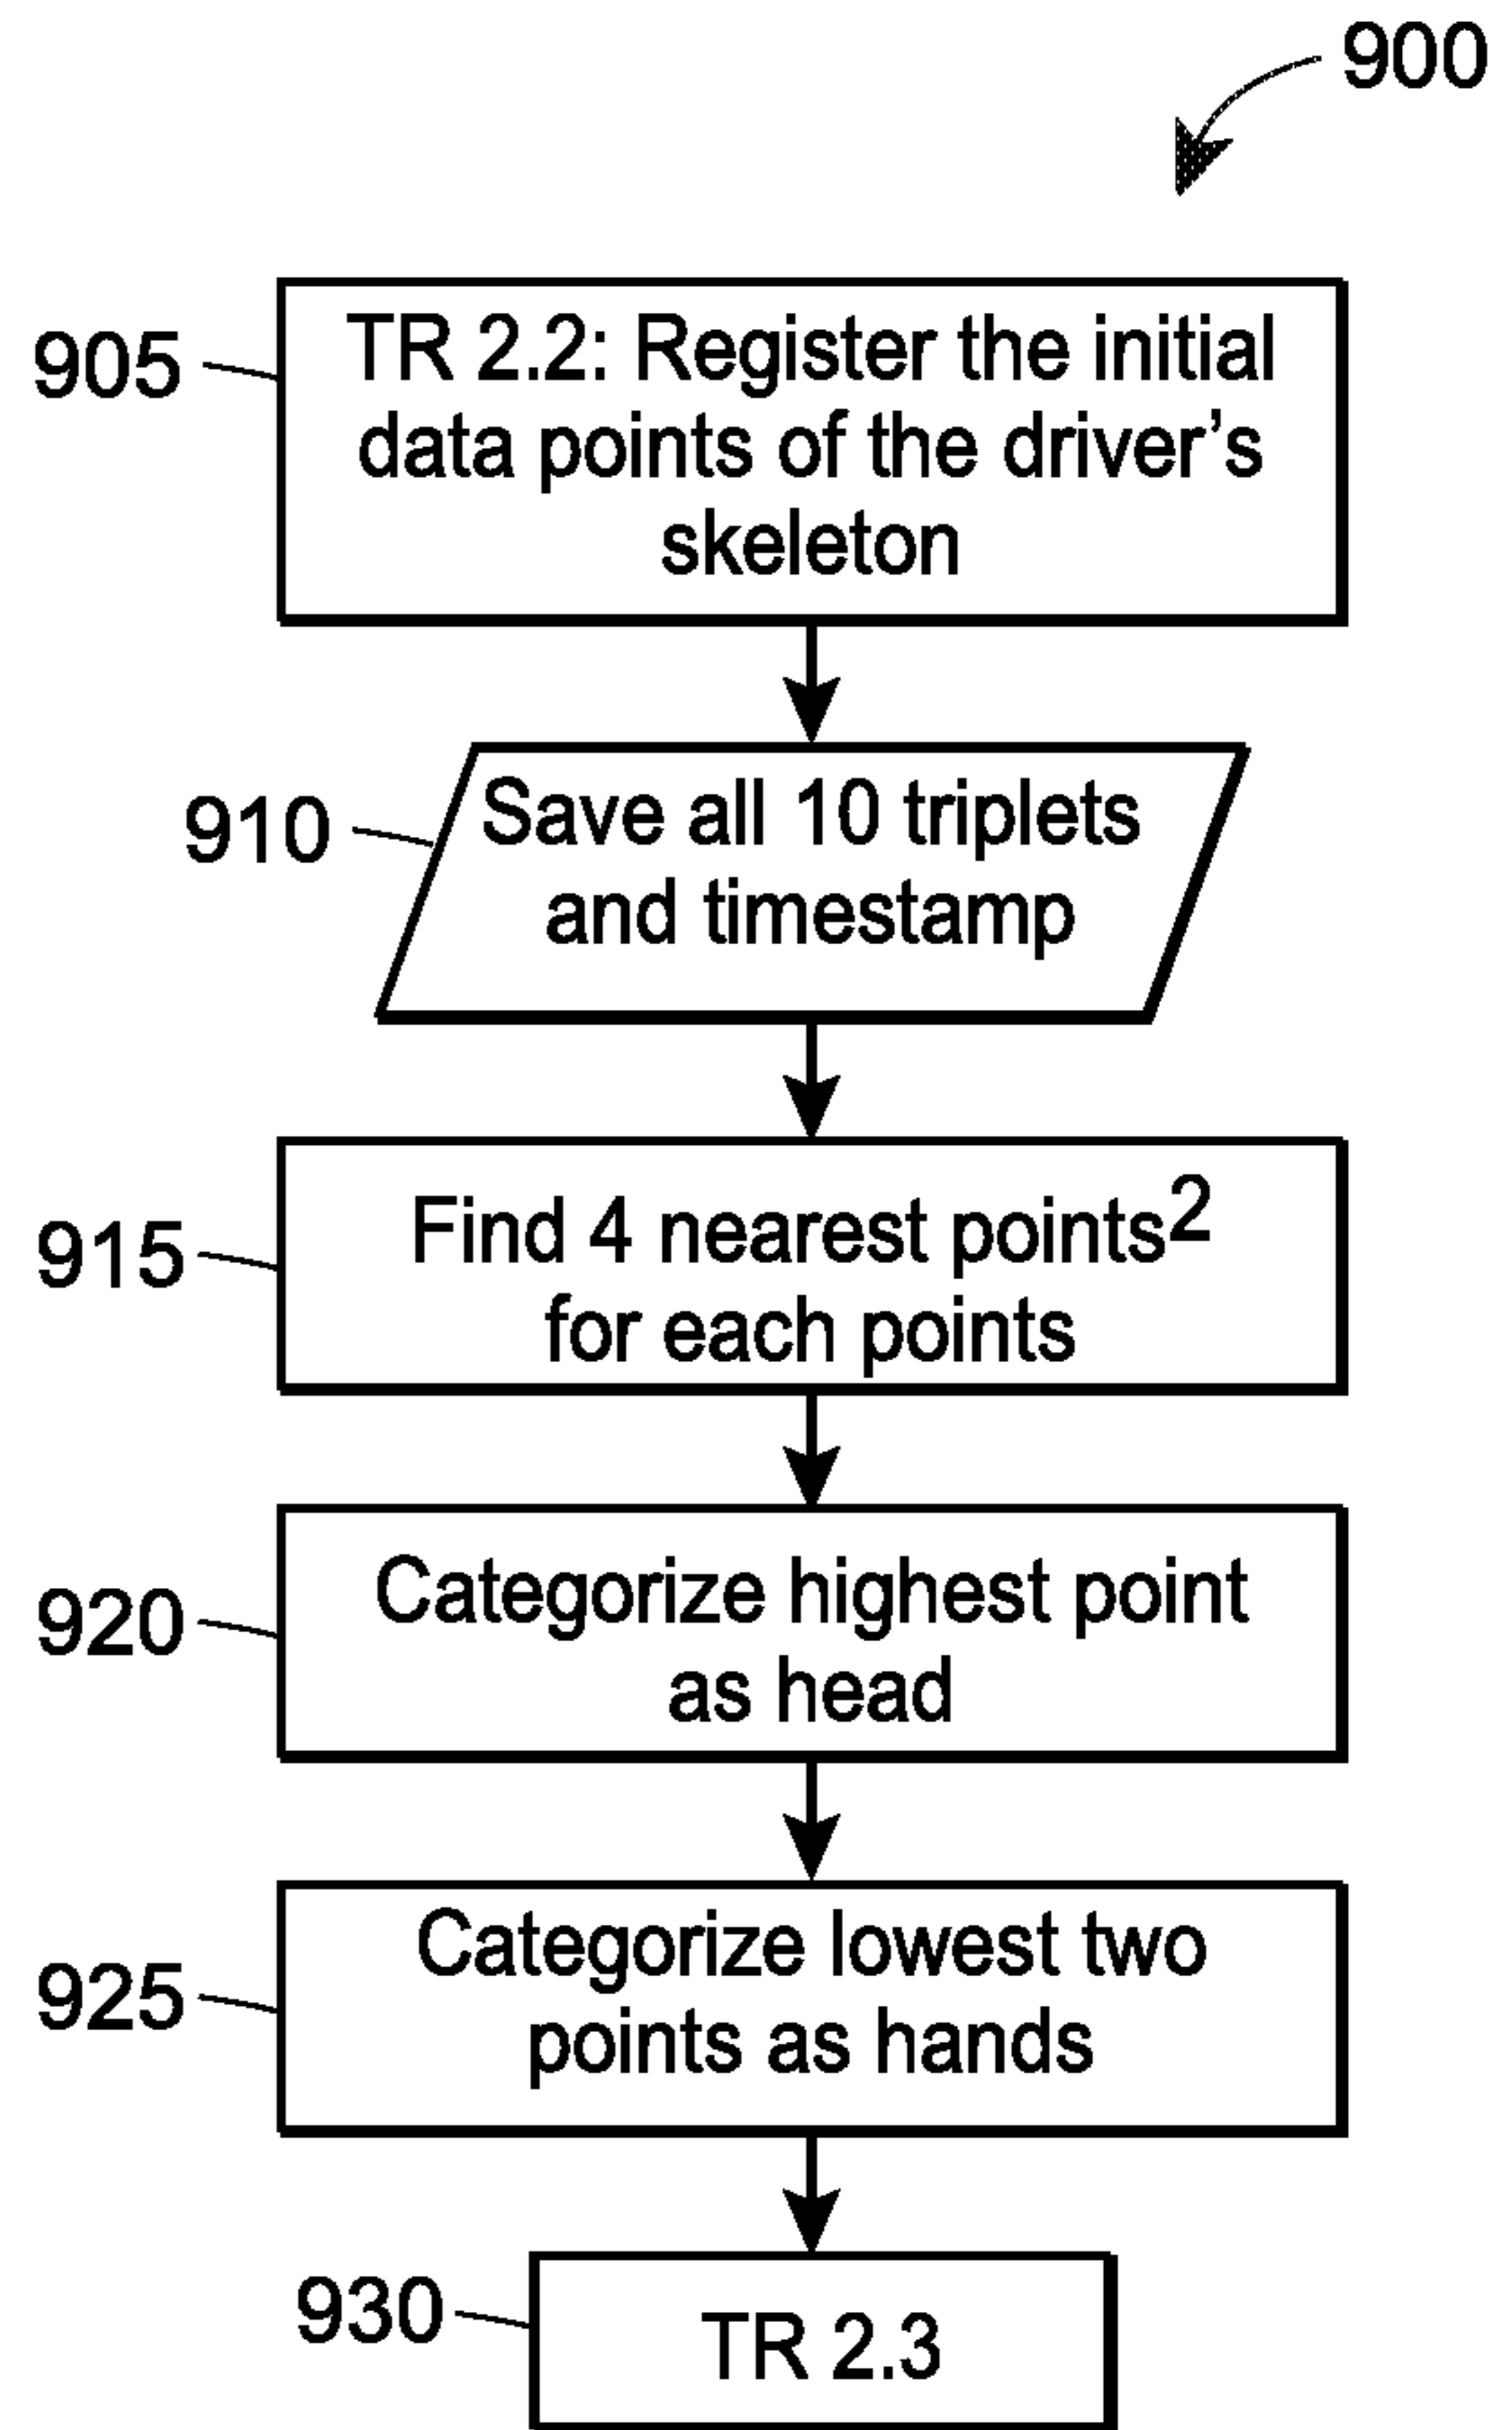 900
905
TR 2.2: Register the initial
data points of the driver's
skeleton
910
Save all 10 triplets
and timestamp
915
Find 4 nearest points2
for each points
920
Categorize highest point
as head
925
Categorize lowest two
points as hands
930
TR 2.3